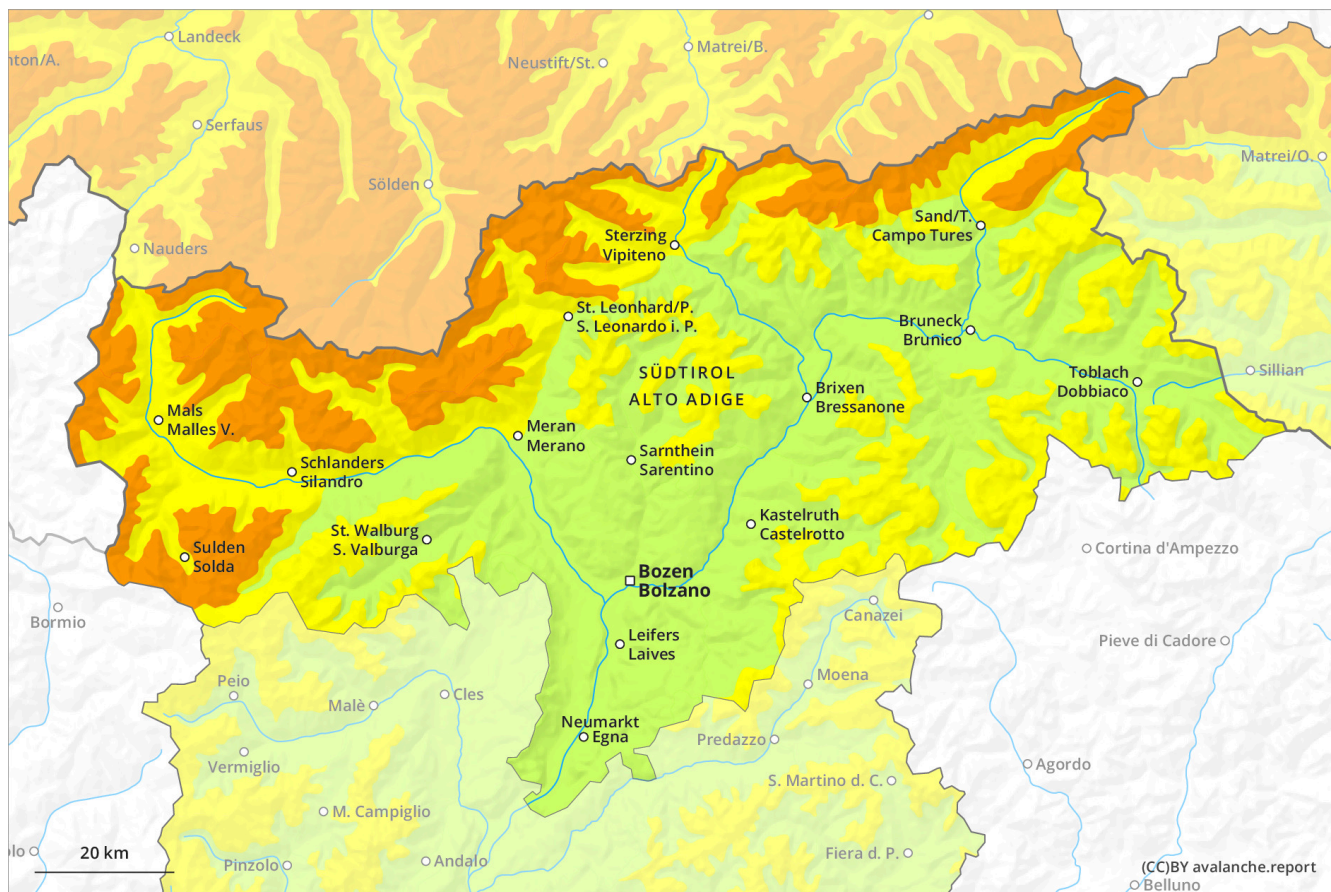 Landeck
Matrei/B.
nton/A.
Neustift/St.
Serfaus
Matrei/O.
Sölden
Sand/T.
Campo Tures
Sterzing
Vipiteno
Nauders
St. Leonhard/P.
S. Leonardo i. P.
Bruneck
Brunico
SÜDTIROL
ALTO ADIGE
Toblach
Dobbiaco
Sillian
Brixen
Bressanone
Mals
Malles V.
Meran
Merano
Sarnthein
Sarentino
Schlanders
Silandro
Kastelruth
Castelrotto
St. Walburg
S. Valburga
Sulden
Solda
Cortina d'Ampezzo
Bozen
Bolzano
Bormio
Canazei
Leifers
Laives
Pieve di Cadore
Moena
Peio
Cles
Malè
Neumarkt
Egna
Predazzo
Vermiglio
Agordo
S. Martino d. C.
M. Campiglio
olo
20 km
Pinzolo
Andalo
Fiera d. P.
(CC)BY avalanche.report
Belluno